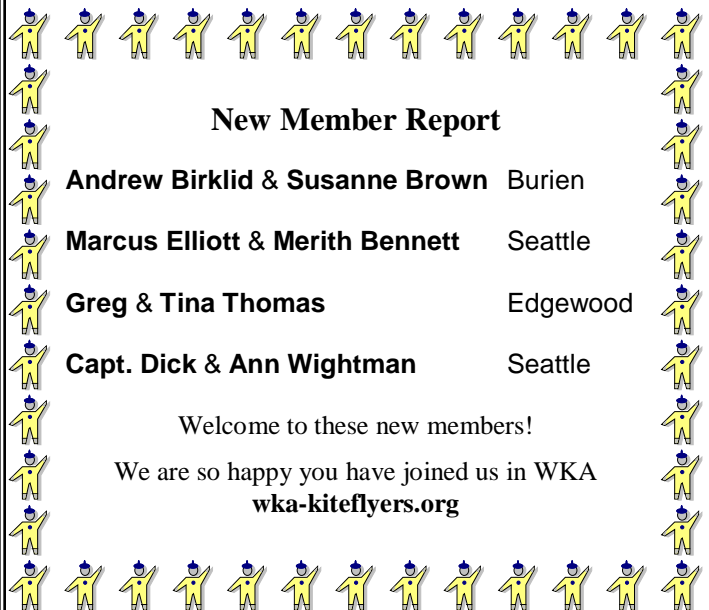 New Member Report
Andrew Birklid & Susanne Brown Burien
Marcus Elliott & Merith Bennett Seattle
Greg & Tina Thomas Edgewood
Capt. Dick & Ann Wightman Seattle
Welcome to these new members!
We are so happy you have joined us in WKA
wka-kiteflyers.org